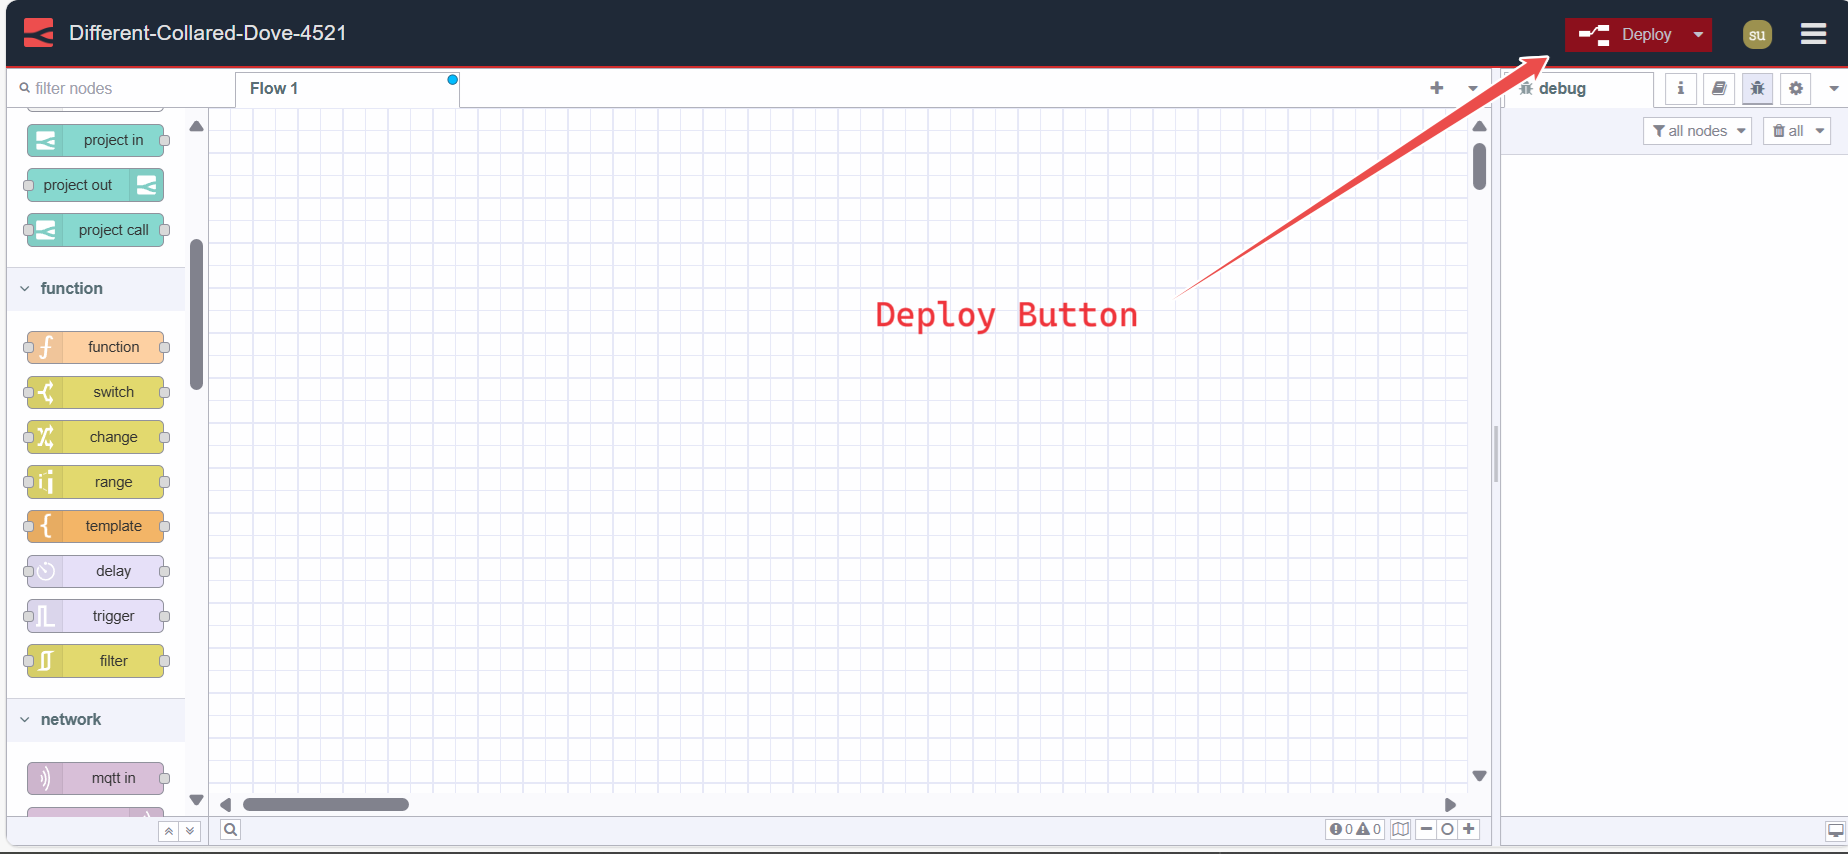 Different-Collared-Dove-4521
Deploy
su
filter nodes
Flow 1
debug
i
all nodes
all
project in
project out
project call
function
function
switch
change
range
template
delay
trigger
filter
network
mqtt in
Deploy Button
0 0